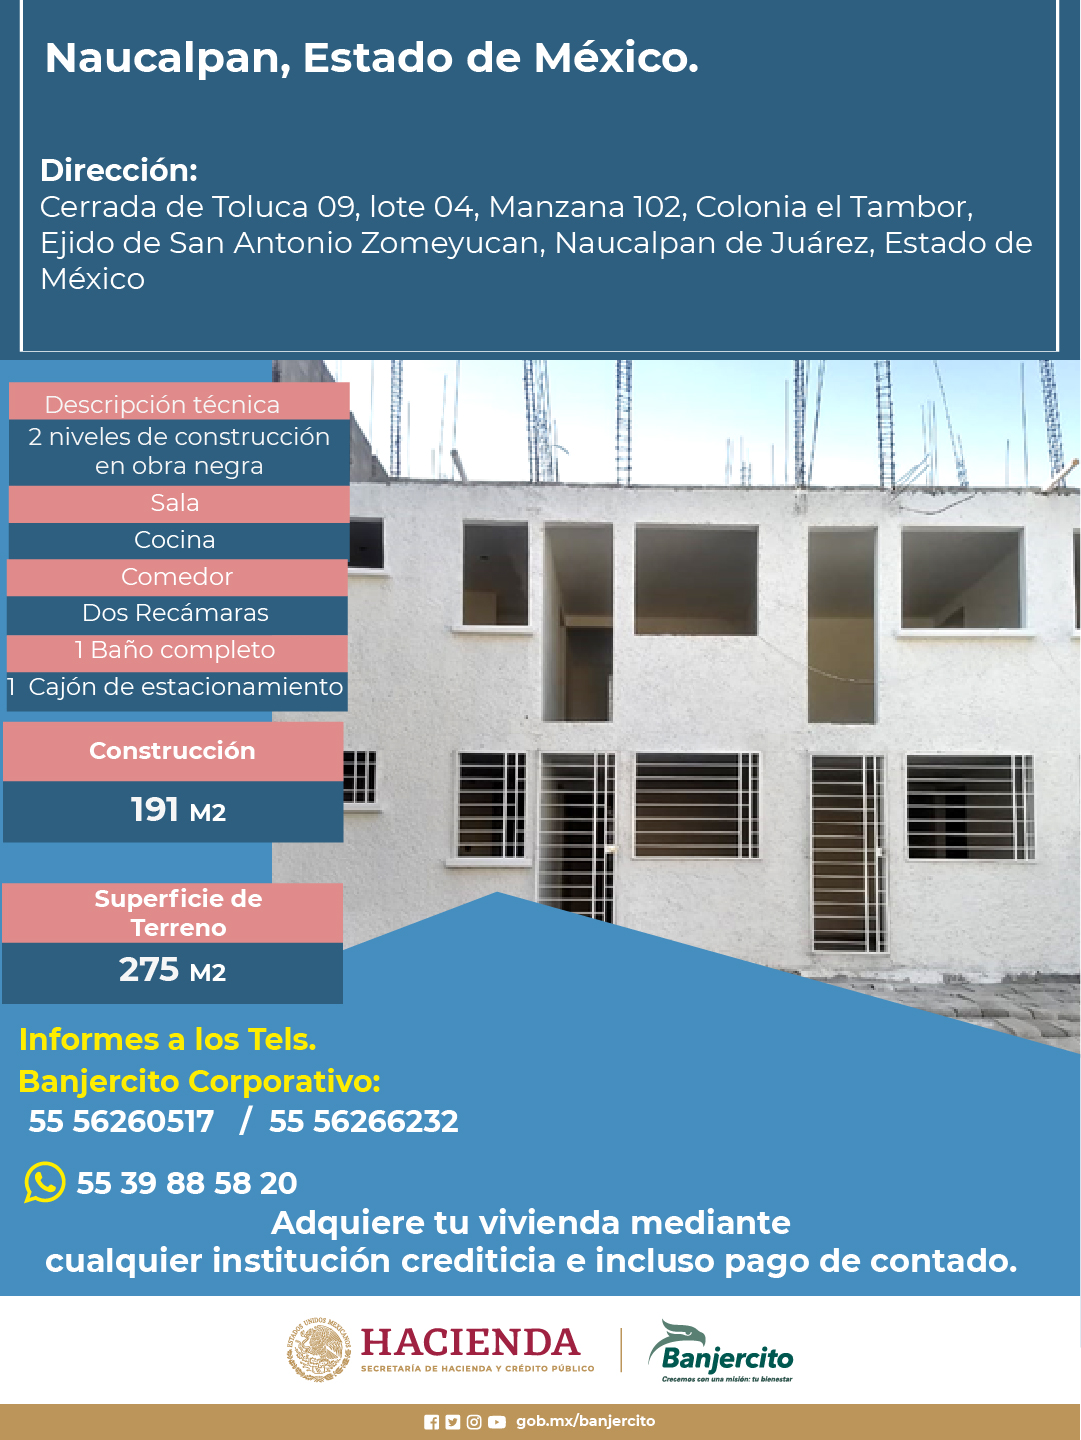 Naucalpan, Estado de México.
Dirección:
Cerrada de Toluca 09, lote 04, Manzana 102, Colonia el Tambor,
Ejido de San Antonio Zomeyucan, Naucalpan de Juárez, Estado de
México
Descripción técnica
2 niveles de construcción
en obra negra
Sala
Cocina
Comedor
Dos Recámaras
1 Baño completo
1 Cajón de estacionamiento
Construcción
191 M2
Superficie de
Terreno
275 M2
Informes a los Tels.
Banjercito Corporativo:
55 56260517 / 55 56266232
55 39 88 58 20
Adquiere tu vivienda mediante
cualquier institución crediticia e incluso pago de contado.
ESTADOS UNIDOS MEXICANOS
HACIENDA
SECRETARÍA DE HACIENDA Y CRÉDITO PÚBLICO
Banjercito
Crecemos con una misión: tu bienestar
gob.mx/banjercito